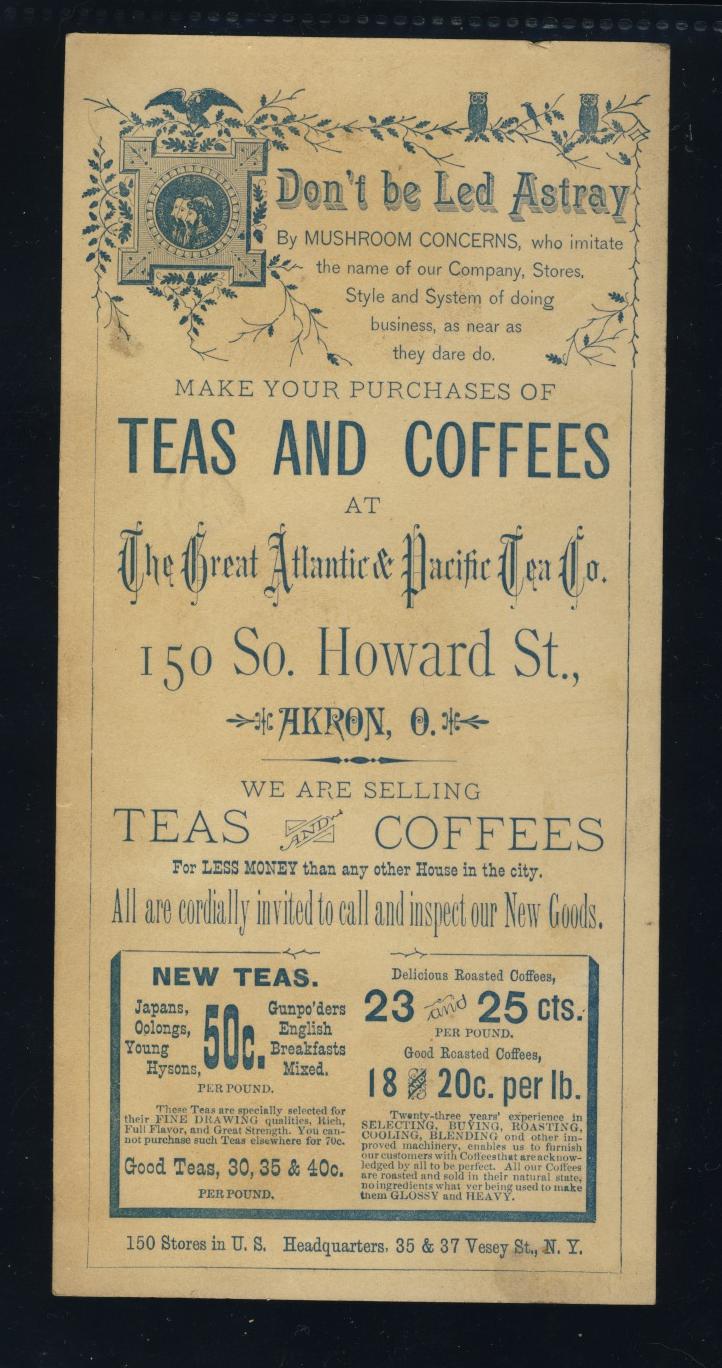 Don't be Led Astray
By MUSHROOM CONCERNS, who imitate
the name of our Company, Stores,
Style and System of doing
business, as near as
they dare do.
MAKE YOUR PURCHASES OF
TEAS AND COFFEES
AT
The Great Atlantic & Pacific Tea Co.
150 So. Howard St.,
AKRON, O.
WE ARE SELLING
TEAS AND COFFEES
For LESS MONEY than any other House in the city.
All are cordially invited to call and inspect our New Goods.
NEW TEAS.
Japans,
Oolongs,
Young
Hysons,
50c.
Gunpo'ders
English
Breakfasts
Mixed.
PER POUND.
These Teas are specially selected for
their FINE DRAWING qualities, Rich,
Full Flavor, and Great Strength. You can-
not purchase such Teas elsewhere for 70c.
Good Teas, 30, 35 & 40c.
PER POUND.
Delicious Roasted Coffees,
23 and 25 cts.
PER POUND.
Good Roasted Coffees,
18 AND 20c. per lb.
Twenty-three years' experience in
SELECTING, BUYING, ROASTING,
COOLING, BLENDING ond other im-
proved machinery, enables us to furnish
our customers with Coffees that are acknow-
ledged by all to be perfect. All our Coffees
are roasted and sold in their natural state,
no ingredients what ver being used to make
them GLOSSY and HEAVY.
150 Stores in U. S. Headquarters, 35 & 37 Vesey St., N. Y.